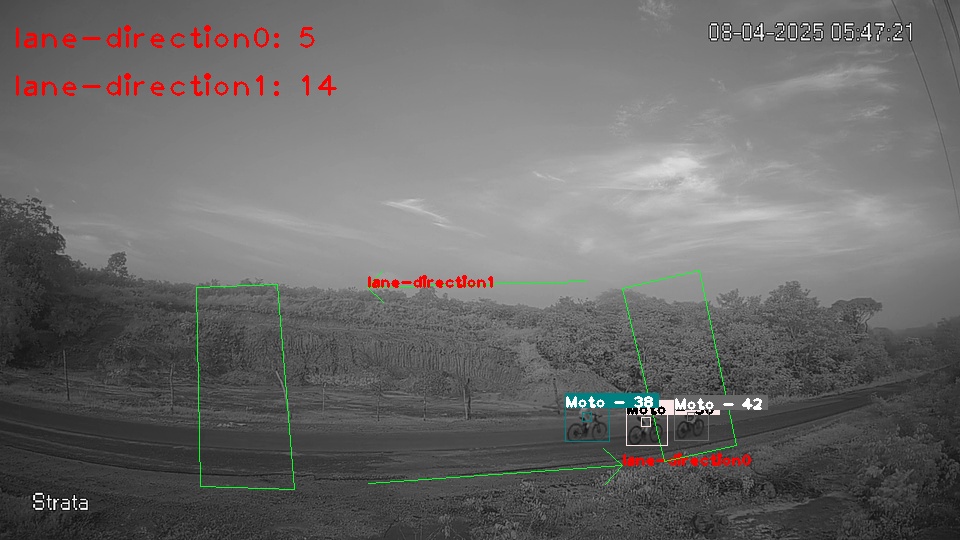 lane-direction0: 5
08-04-2025 05:47:21
lane-direction1: 14
lane-direction1
Moto - 38
Moto
Moto - 42
lane-direction0
Strata